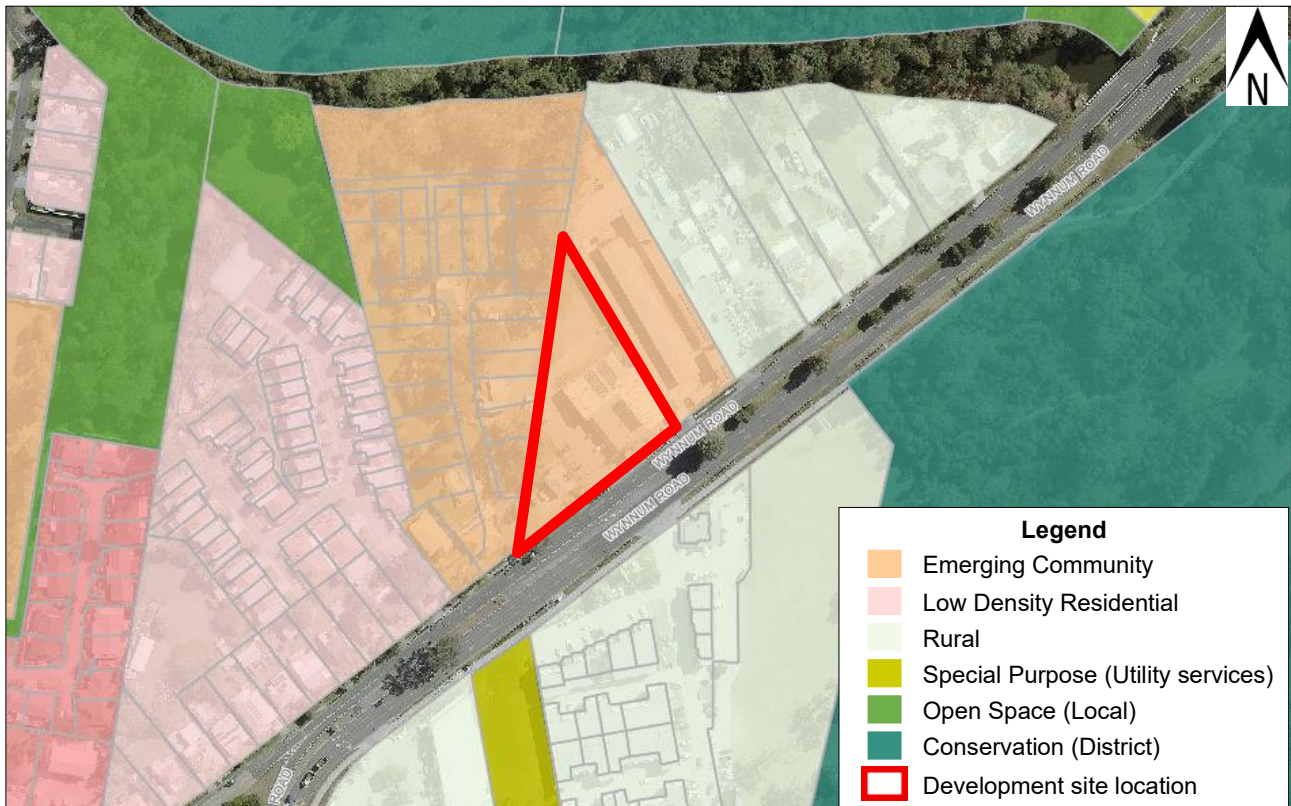 N
WYNNUM ROAD
WYNNUM ROAD
WYNNUM ROAD
ROAD
Legend
Emerging Community
Low Density Residential
Rural
Special Purpose (Utility services)
Open Space (Local)
Conservation (District)
Development site location